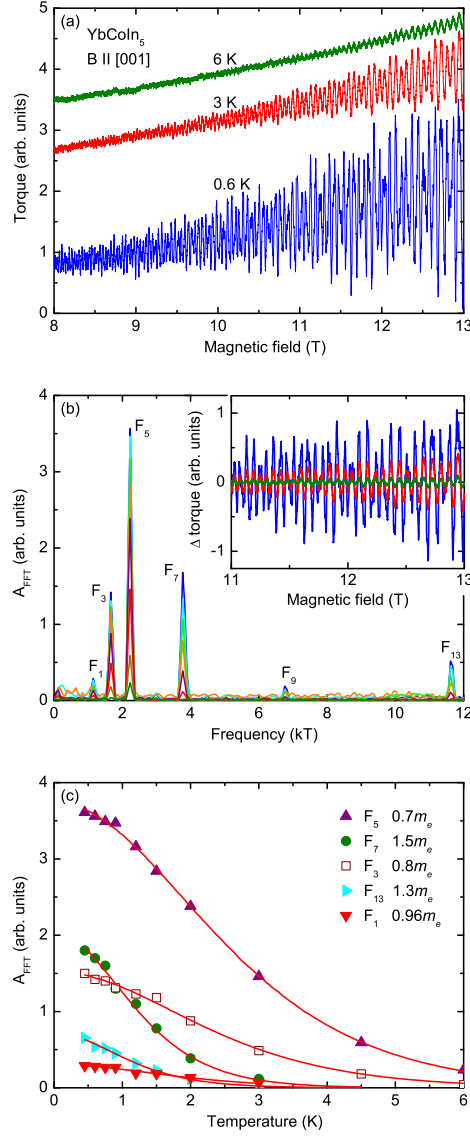 (a)
YbCoIn5
B II [001]
6 K
3 K
0.6 K
Torque (arb. units)
5
4
3
2
1
0
8 9 10 11 12 13
Magnetic field (T)
(b)
F5
F3
F7
F1
F9
F13
AFFT (arb. units)
4
3
2
1
0
0 2 4 6 8 10 12
Frequency (kT)
Δ torque (arb. units)
1
0
-1
11 12 13
Magnetic field (T)
(c)
F5 0.7me
F7 1.5me
F3 0.8me
F13 1.3me
F1 0.96me
AFFT (arb. units)
4
3
2
1
0
0 1 2 3 4 5 6
Temperature (K)